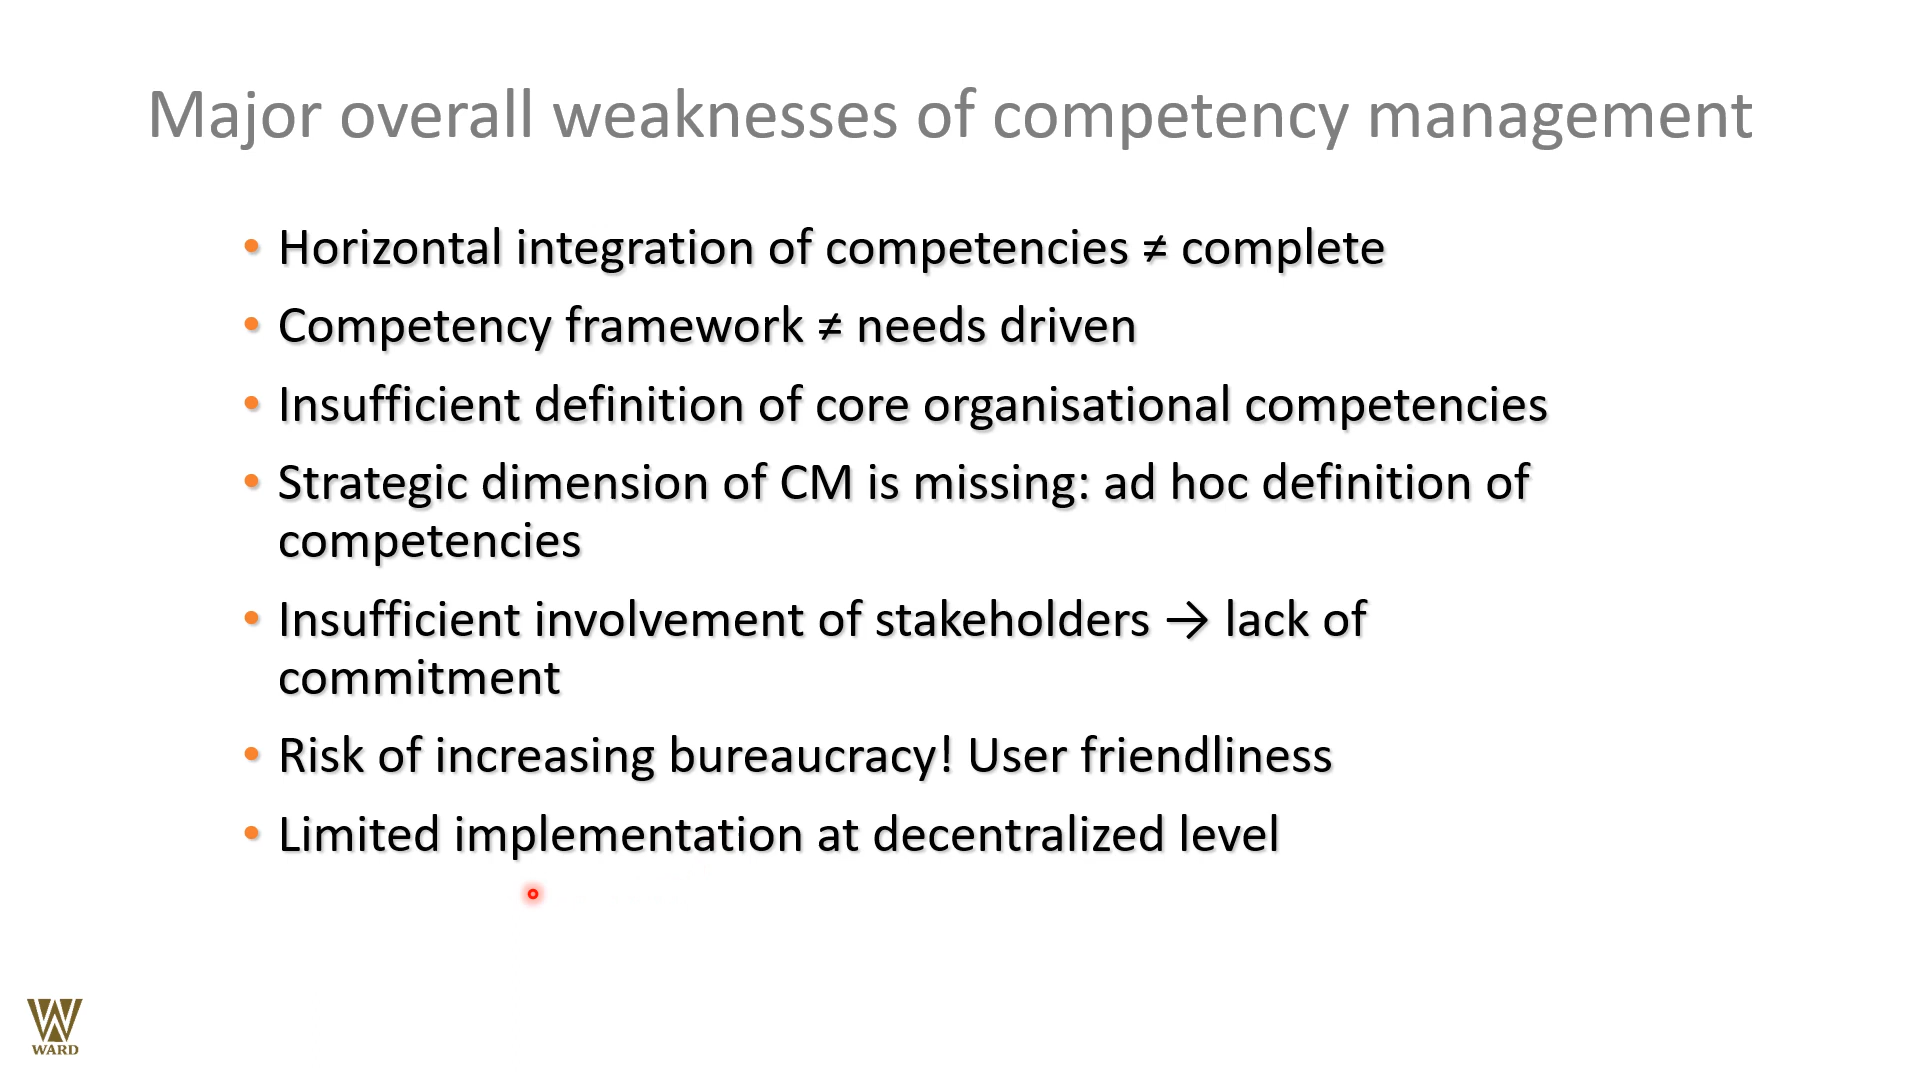 Major overall weaknesses of competency management
• Horizontal integration of competencies ≠ complete
• Competency framework ≠ needs driven
• Insufficient definition of core organisational competencies
• Strategic dimension of CM is missing: ad hoc definition of
competencies
• Insufficient involvement of stakeholders → lack of
commitment
• Risk of increasing bureaucracy! User friendliness
• Limited implementation at decentralized level
W
WARD